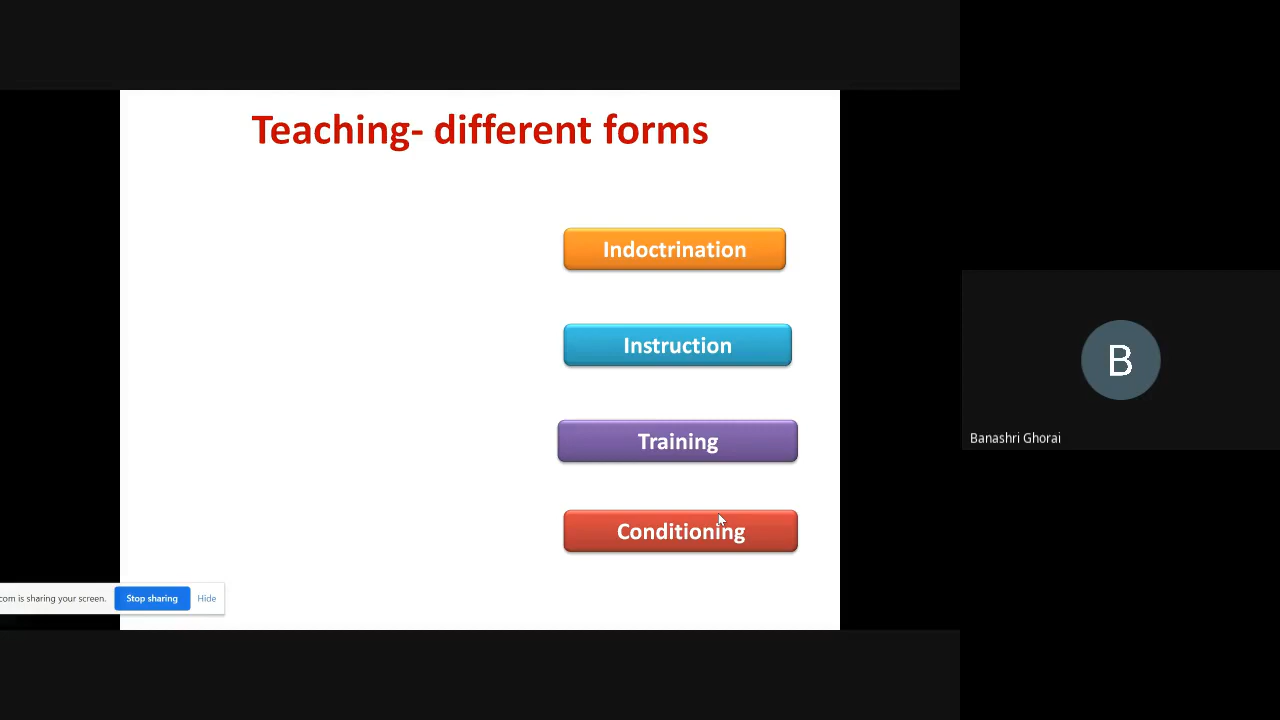 Teaching- different forms
Indoctrination
Instruction
Training
Conditioning
B
Banashri Ghorai
com is sharing your screen. Stop sharing Hide